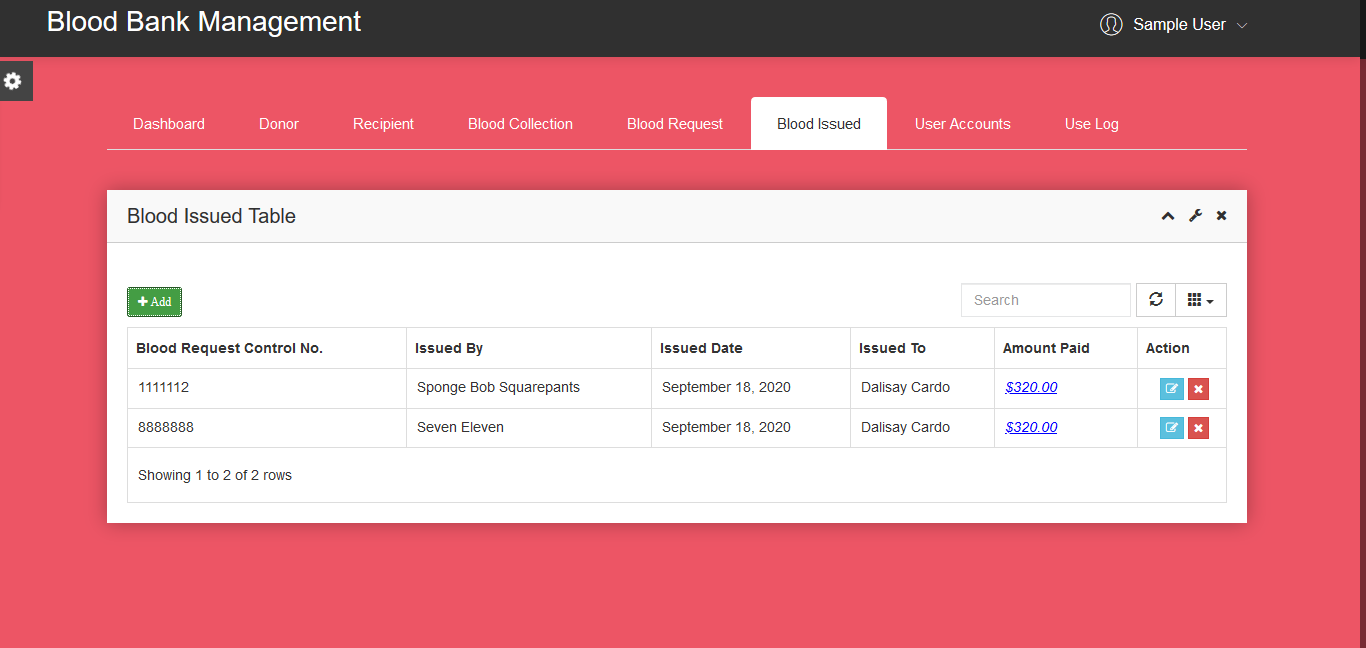 Blood Bank Management
Sample User
Dashboard Donor Recipient Blood Collection Blood Request Blood Issued User Accounts Use Log
Blood Issued Table
Add
Search
Blood Request Control No. Issued By Issued Date Issued To Amount Paid Action
1111112 Sponge Bob Squarepants September 18, 2020 Dalisay Cardo $320.00
8888888 Seven Eleven September 18, 2020 Dalisay Cardo $320.00
Showing 1 to 2 of 2 rows